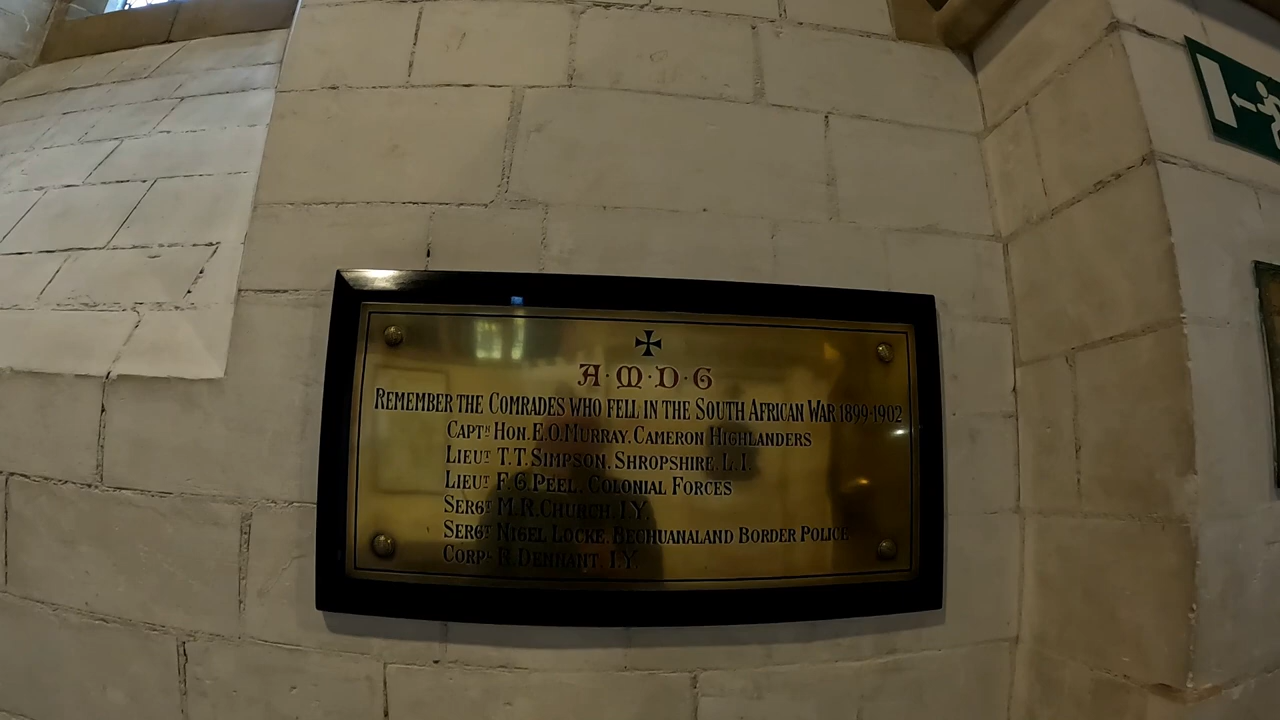 A·M·D·G
REMEMBER THE COMRADES WHO FELL IN THE SOUTH AFRICAN WAR 1899-1902
CAPTN HON. E.O. MURRAY. CAMERON HIGHLANDERS
LIEUT T.T. SIMPSON. SHROPSHIRE. L.I.
LIEUT F.G. PEEL. COLONIAL FORCES
SERGT M.R. CHURCH. I.Y.
SERGT NIGEL LOCKE. BECHUANALAND BORDER POLICE
CORPL E. DENNANT. I.Y.